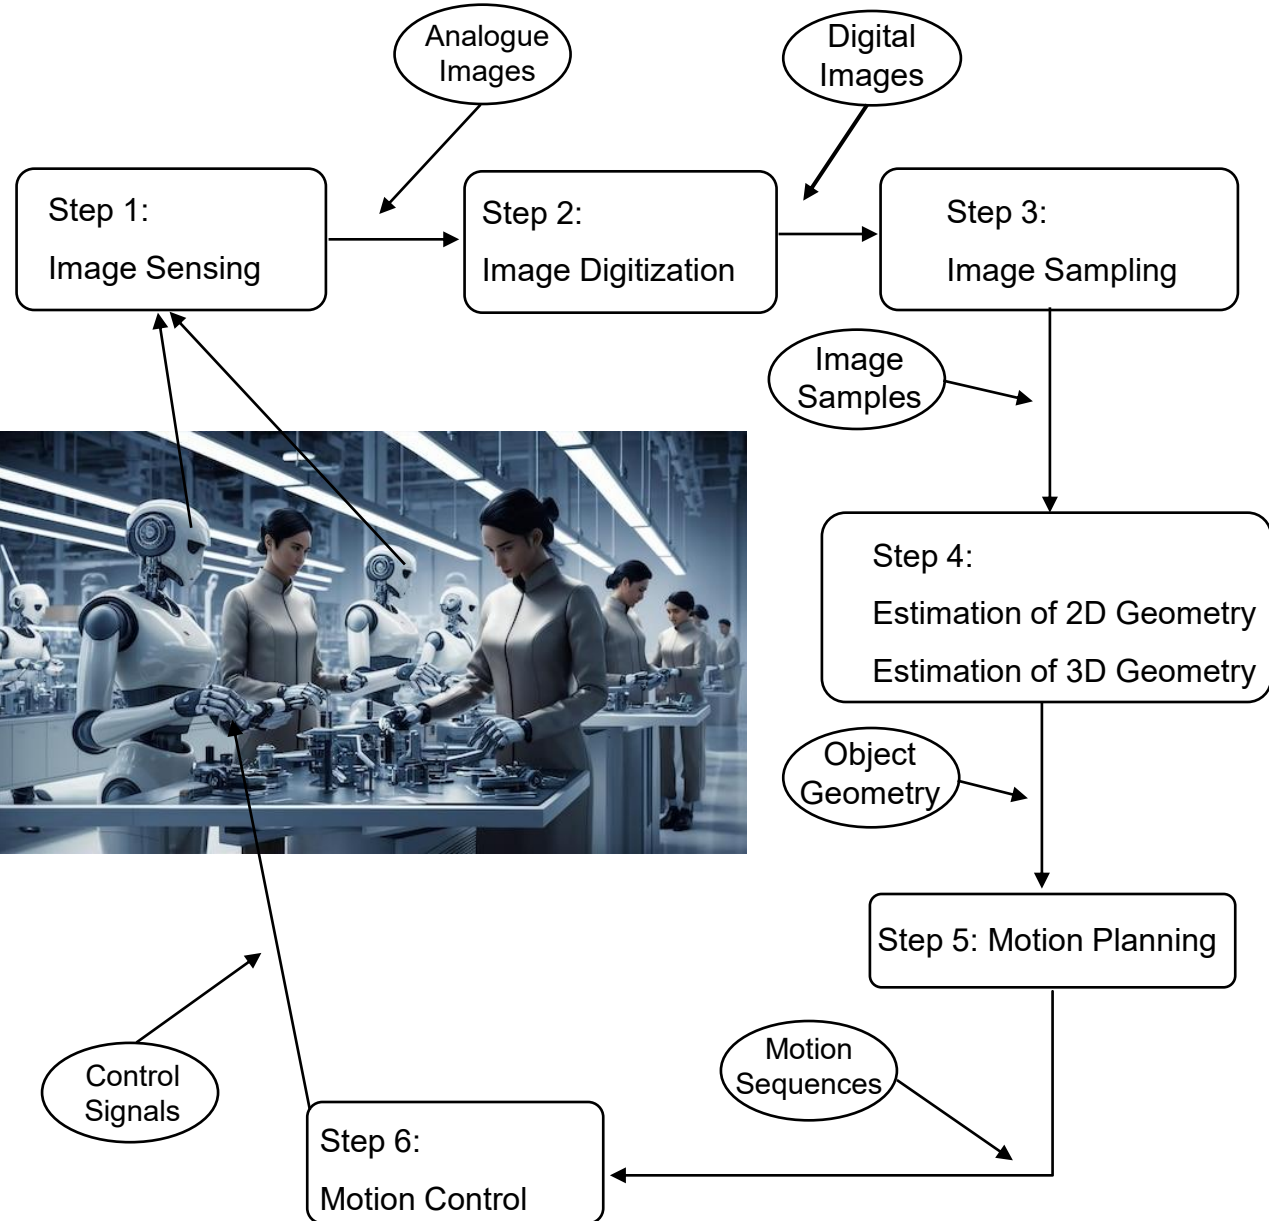 Analogue
Images
Digital
Images
Step 1:
Image Sensing
Step 2:
Image Digitization
Step 3:
Image Sampling
Image
Samples
Step 4:
Estimation of 2D Geometry
Estimation of 3D Geometry
Object
Geometry
Step 5: Motion Planning
Motion
Sequences
Control
Signals
Step 6:
Motion Control